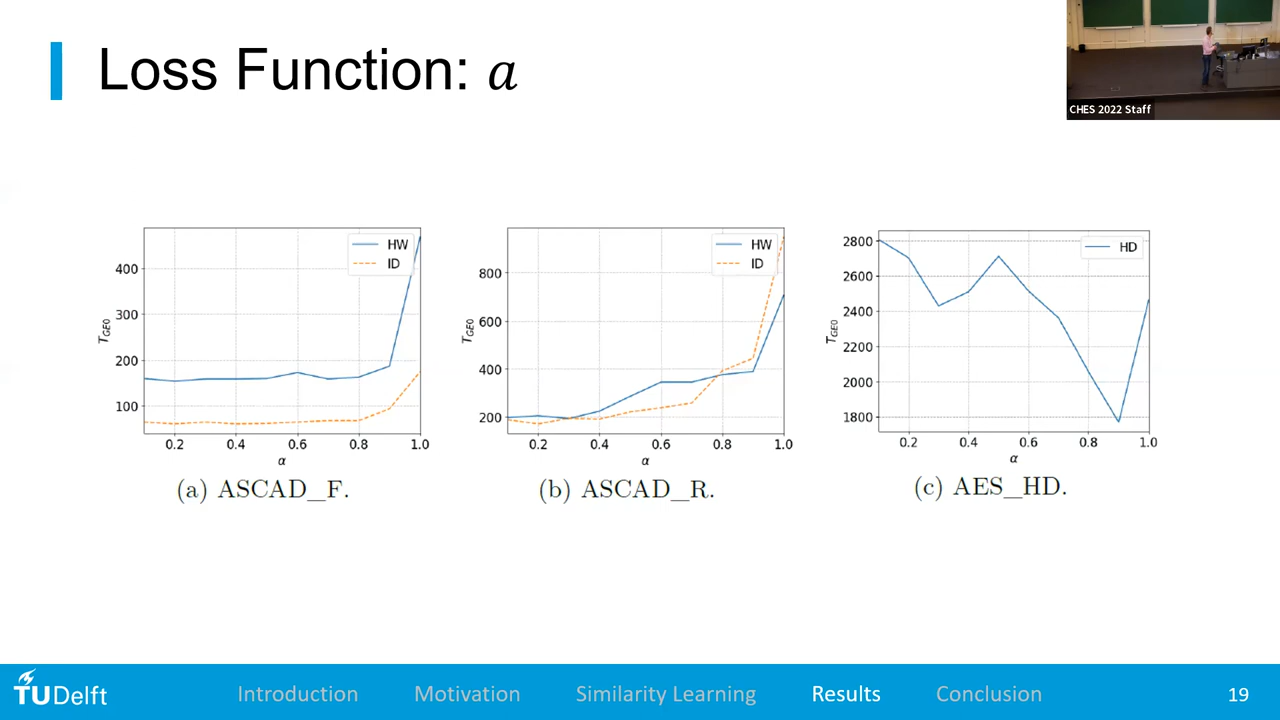 Loss Function: a
CHES 2022 Staff
HW
ID
400
300
200
100
T_GE0
0.2 0.4 0.6 0.8 1.0
α
(a) ASCAD_F.
HW
ID
800
600
400
200
T_GE0
0.2 0.4 0.6 0.8 1.0
α
(b) ASCAD_R.
HD
2800
2600
2400
2200
2000
1800
T_GE0
0.2 0.4 0.6 0.8 1.0
α
(c) AES_HD.
TUDelft Introduction Motivation Similarity Learning Results Conclusion 19